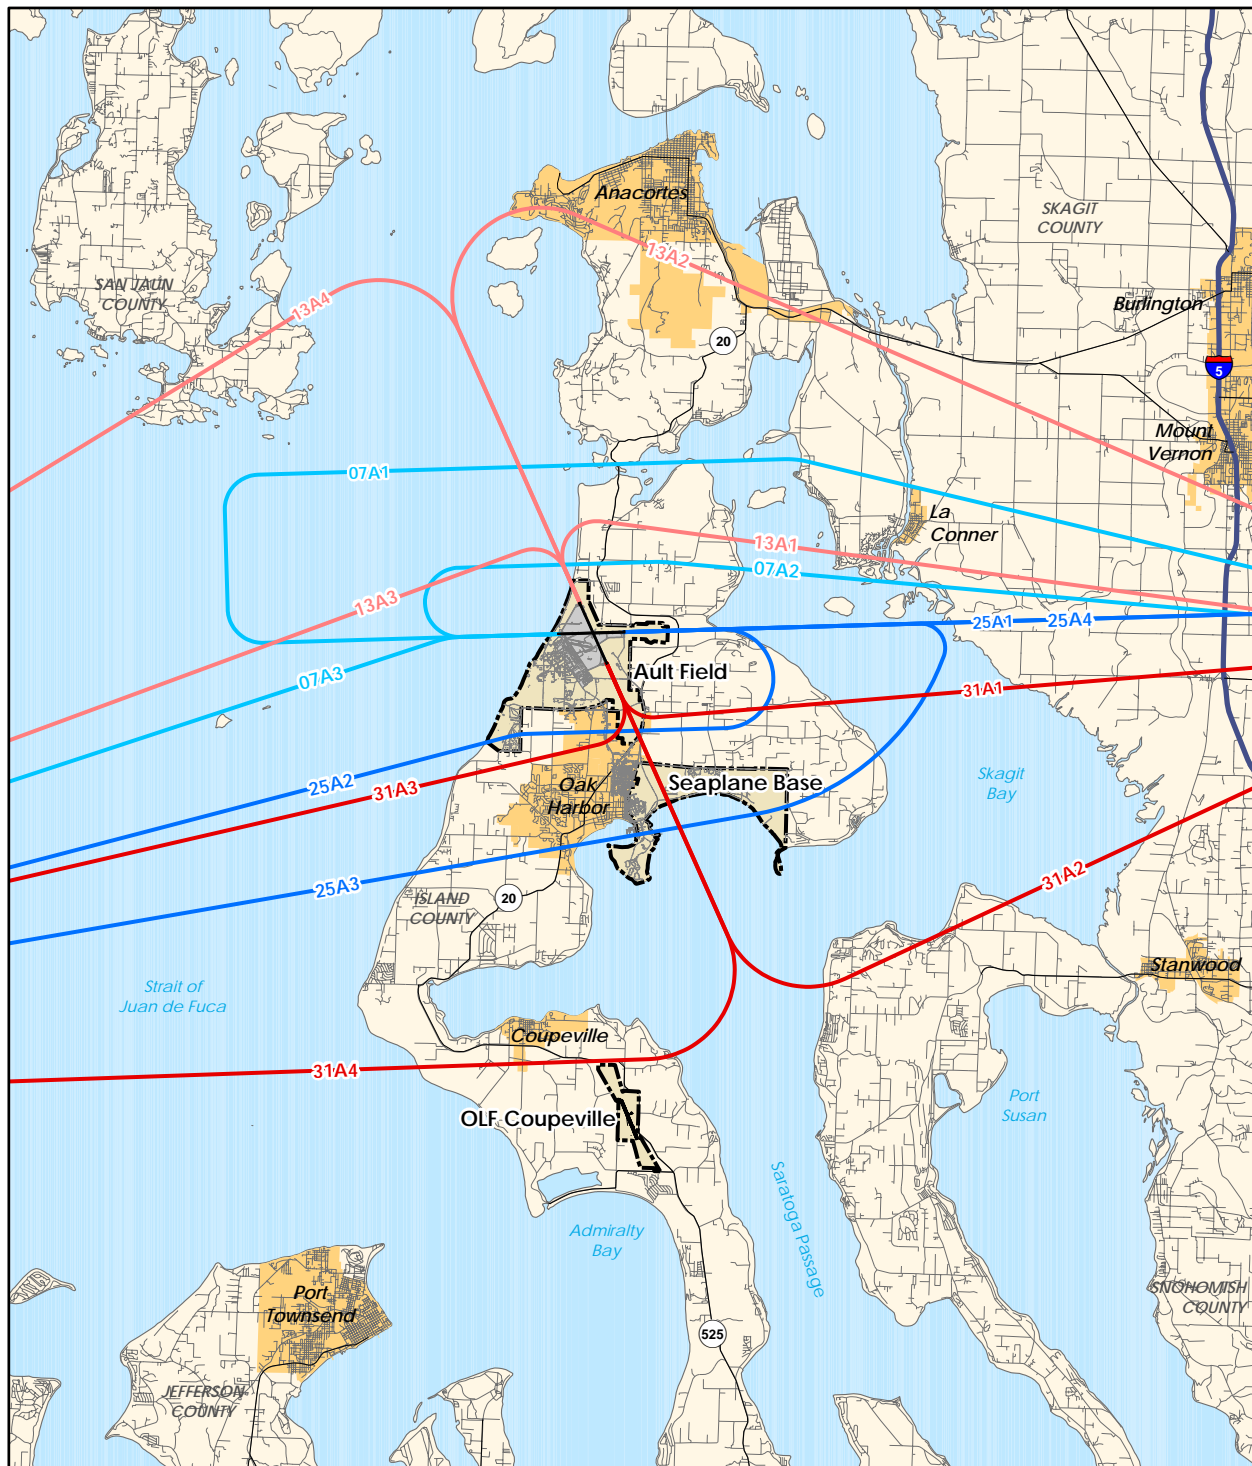 Anacortes
SKAGIT
COUNTY
13A2
SAN JAUN
COUNTY
13A4
Burlington
20
5
Mount
Vernon
07A1
La
Conner
13A1
07A2
13A3
25A1
25A4
Ault Field
07A3
31A1
Skagit
Bay
25A2
31A3
Oak
Harbor
Seaplane Base
25A3
31A2
ISLAND
COUNTY
20
Stanwood
Strait of
Juan de Fuca
Coupeville
31A4
Port
Susan
OLF Coupeville
Saratoga Passage
Admiralty
Bay
Port
Townsend
SNOHOMISH
COUNTY
525
JEFFERSON
COUNTY